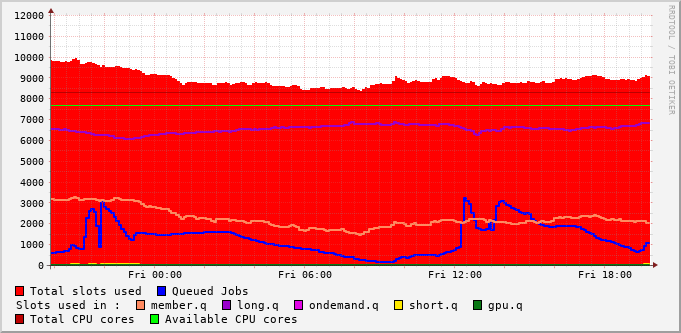 12000
11000
10000
9000
8000
7000
6000
5000
4000
3000
2000
1000
0
Fri 00:00 Fri 06:00 Fri 12:00 Fri 18:00
RRDTOOL / TOBI OETIKER
Total slots used Queued Jobs
Slots used in : member.q long.q ondemand.q short.q gpu.q
Total CPU cores Available CPU cores